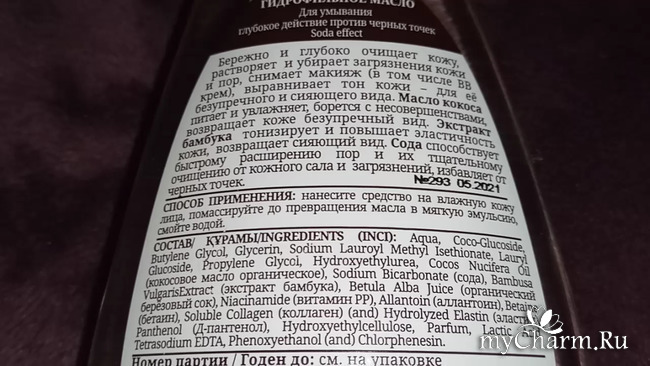 ГИДРОФИЛЬНОЕ МАСЛО
Для умывания
глубокое действие против черных точек
Soda effect
Бережно и глубоко очищает кожу,
растворяет и убирает загрязнения кожи
и пор, снимает макияж (в том числе BB
крем), выравнивает тон кожи – для её
безупречного и сияющего вида. Масло кокоса
питает и увлажняет, борется с несовершенствами,
возвращает коже безупречный вид. Экстракт
бамбука тонизирует и повышает эластичность
кожи, возвращает сияющий вид. Сода способствует
быстрому расширению пор и их тщательному
очищению от кожного сала и загрязнений, избавляет от
черных точек.
№293 05.2021
СПОСОБ ПРИМЕНЕНИЯ: нанесите средство на влажную кожу
лица, помассируйте до превращения масла в мягкую эмульсию,
смойте водой.
СОСТАВ/ ҚҰРАМЫ/INGREDIENTS (INCI): Aqua, Coco-Glucoside,
Butylene Glycol, Glycerin, Sodium Lauroyl Methyl Isethionate, Lauryl
Glucoside, Propylene Glycol, Hydroxyethylurea, Cocos Nucifera Oil
(кокосовое масло органическое), Sodium Bicarbonate (сода), Bambusa
VulgarisExtract (экстракт бамбука), Betula Alba Juice (органический
берёзовый сок), Niacinamide (витамин PP), Allantoin (аллантоин), Betaine
(бетаин), Soluble Collagen (коллаген) (and) Hydrolyzed Elastin
Panthenol (Д-пантенол), Hydroxyethylcellulose, Parfum, Lactic
Tetrasodium EDTA, Phenoxyethanol (and) Chlorphenesin.
Номер партии / Годен до: см. на упаковке
myCharm.Ru